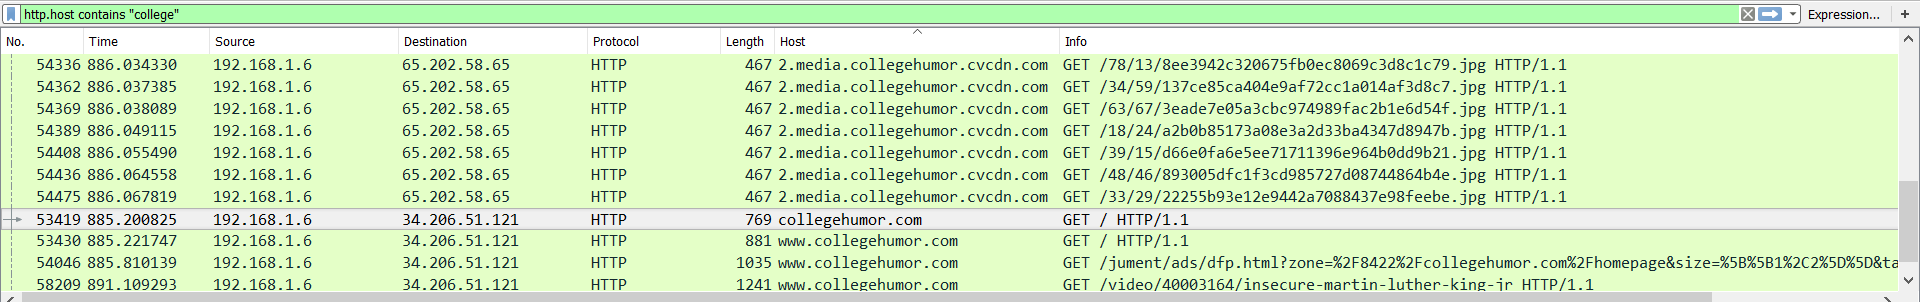 http.host contains "college" Expression... +
No. Time Source Destination Protocol Length Host Info
54336 886.034330 192.168.1.6 65.202.58.65 HTTP 467 2.media.collegehumor.cvcdn.com GET /78/13/8ee3942c320675fb0ec8069c3d8c1c79.jpg HTTP/1.1
54362 886.037385 192.168.1.6 65.202.58.65 HTTP 467 2.media.collegehumor.cvcdn.com GET /34/59/137ce85ca404e9af72cc1a014af3d8c7.jpg HTTP/1.1
54369 886.038089 192.168.1.6 65.202.58.65 HTTP 467 2.media.collegehumor.cvcdn.com GET /63/67/3eade7e05a3cbc974989fac2b1e6d54f.jpg HTTP/1.1
54389 886.049115 192.168.1.6 65.202.58.65 HTTP 467 2.media.collegehumor.cvcdn.com GET /18/24/a2b0b85173a08e3a2d33ba4347d8947b.jpg HTTP/1.1
54408 886.055490 192.168.1.6 65.202.58.65 HTTP 467 2.media.collegehumor.cvcdn.com GET /39/15/d66e0fa6e5ee71711396e964b0dd9b21.jpg HTTP/1.1
54436 886.064558 192.168.1.6 65.202.58.65 HTTP 467 2.media.collegehumor.cvcdn.com GET /48/46/893005dfc1f3cd985727d08744864b4e.jpg HTTP/1.1
54475 886.067819 192.168.1.6 65.202.58.65 HTTP 467 2.media.collegehumor.cvcdn.com GET /33/29/22255b93e12e9442a7088437e98feebe.jpg HTTP/1.1
53419 885.200825 192.168.1.6 34.206.51.121 HTTP 769 collegehumor.com GET / HTTP/1.1
53430 885.221747 192.168.1.6 34.206.51.121 HTTP 881 www.collegehumor.com GET / HTTP/1.1
54046 885.810139 192.168.1.6 34.206.51.121 HTTP 1035 www.collegehumor.com GET /jument/ads/dfp.html?zone=%2F8422%2Fcollegehumor.com%2Fhomepage&size=%5B%5B1%2C2%5D%5D&ta
58209 891.109293 192.168.1.6 34.206.51.121 HTTP 1241 www.collegehumor.com GET /video/40003164/insecure-martin-luther-king-jr HTTP/1.1